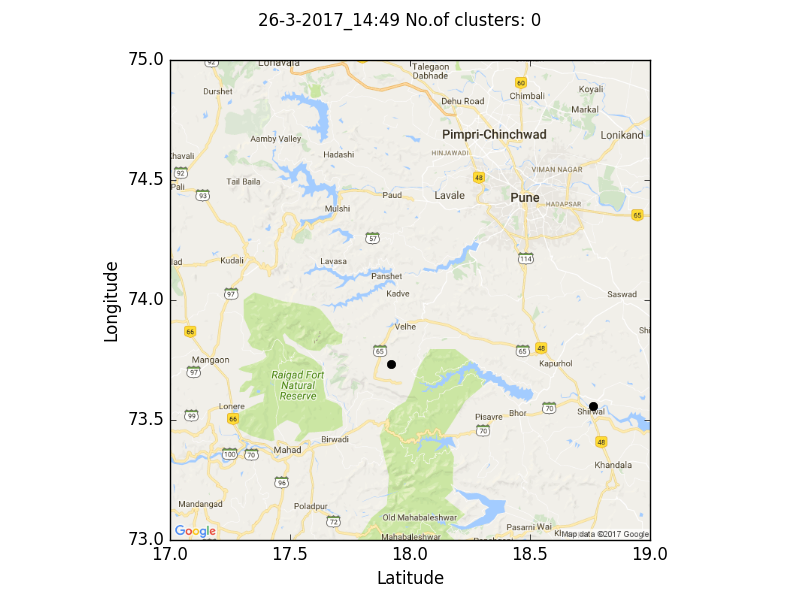 26-3-2017_14:49 No.of clusters: 0
75.0
74.5
74.0
73.5
73.0
17.0 17.5 18.0 18.5 19.0
Longitude
Latitude
92
Lonavala
Talegaon
Dabhade
60
Durshet
Chimbali
Koyali
Dehu Road
Markal
Aamby Valley
Pimpri-Chinchwad
Lonikand
HINJAWADI
Hadashi
92
VIMAN NAGAR
48
Pali
Tail Baila
93
Paud
Lavale
Pune
HADAPSAR
Mulshi
65
57
Kudali
Lavasa
114
Panshet
97
Kadve
Saswad
66
Velhe
65
65
48
Mangaon
97
Kapurhol
Raigad Fort
Natural
Reserve
Lonere
99
66
Pisavre
Bhor
70
Shirwal
70
Birwadi
100
70
Mahad
48
Khandala
96
Mandangad
Poladpur
72
Old Mahabaleshwar
Pasarni
Wai
Mahabaleshwar
Google
Map data ©2017 Google